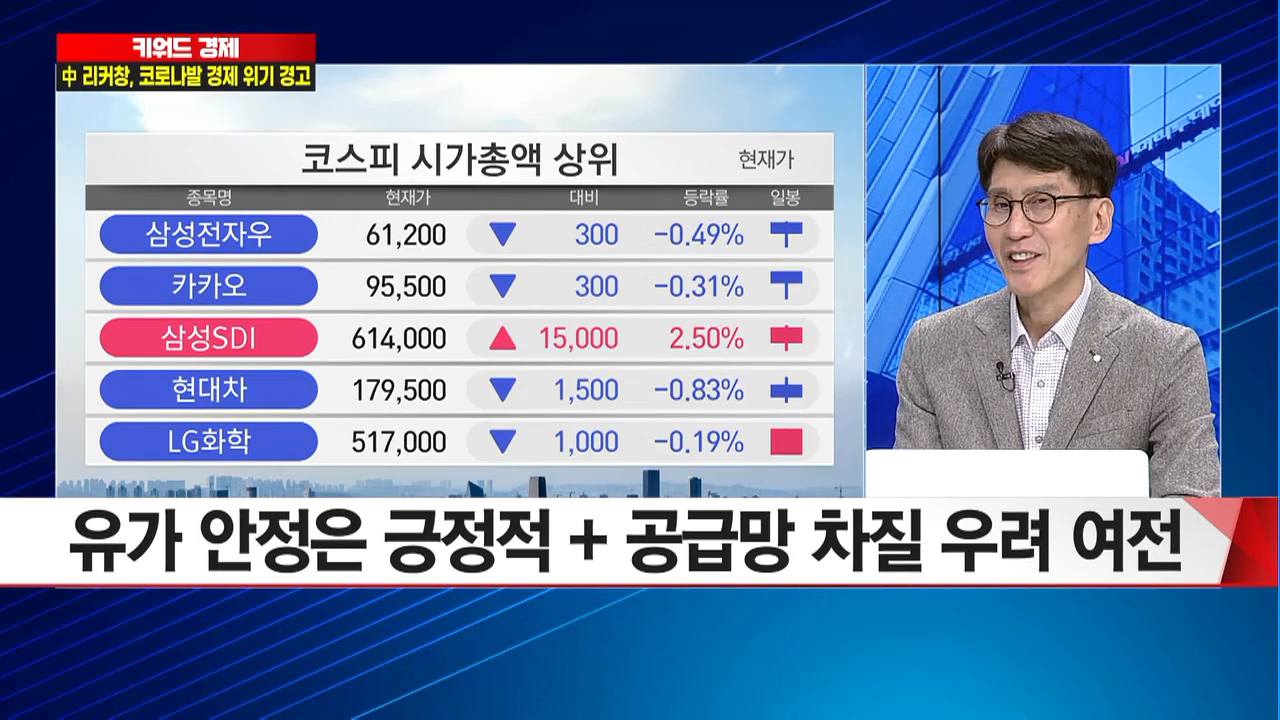 키워드 경제
中 리커창, 코로나발 경제 위기 경고
코스피 시가총액 상위 현재가
종목명 현재가 대비 등락률 일봉
삼성전자우 61,200 ▼ 300 -0.49%
카카오 95,500 ▼ 300 -0.31%
삼성SDI 614,000 ▲ 15,000 2.50%
현대차 179,500 ▼ 1,500 -0.83%
LG화학 517,000 ▼ 1,000 -0.19%
유가 안정은 긍정적 + 공급망 차질 우려 여전